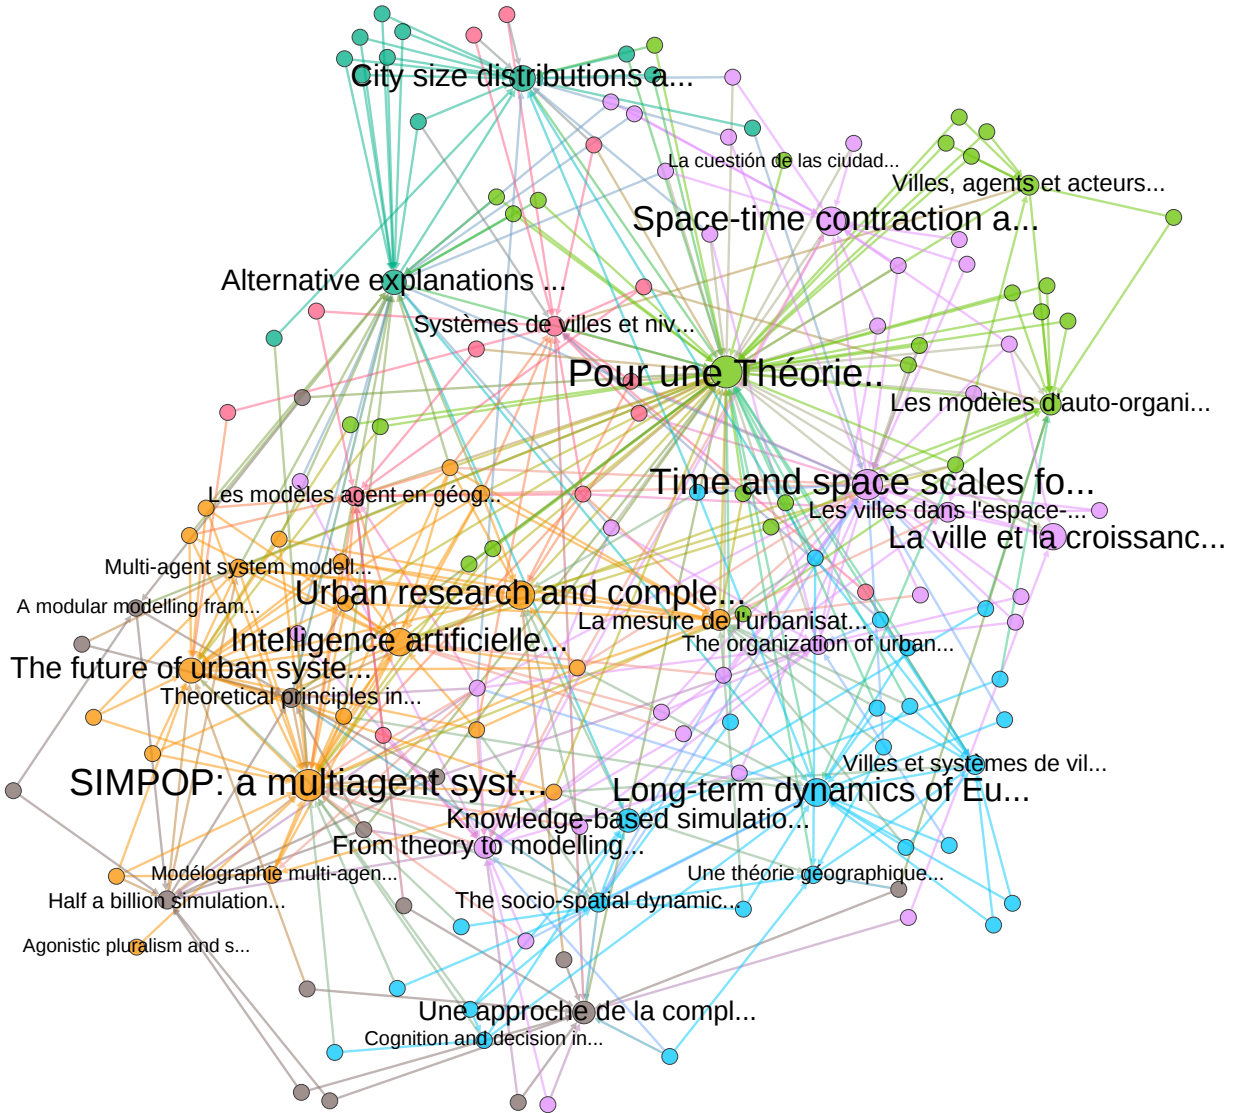 City size distributions a...
La cuestión de las ciudad...
Villes, agents et acteurs...
Space-time contraction a...
Alternative explanations ...
Systèmes de villes et niv...
Pour une Théorie..
Les modèles d'auto-organi...
Time and space scales fo...
Les modèles agent en géog...
Les villes dans l'espace-...
La ville et la croissanc...
Multi-agent system modell...
Urban research and comple...
A modular modelling fram...
La mesure de l'urbanisat...
Intelligence artificielle...
The organization of urban...
The future of urban syste...
Theoretical principles in...
Villes et systèmes de vil...
SIMPOP: a multiagent syst...
Long-term dynamics of Eu...
Knowledge-based simulatio...
From theory to modelling...
Modélographie multi-agen...
Une théorie géographique...
Half a billion simulation...
The socio-spatial dynamic...
Agonistic pluralism and s...
Une approche de la compl...
Cognition and decision in...